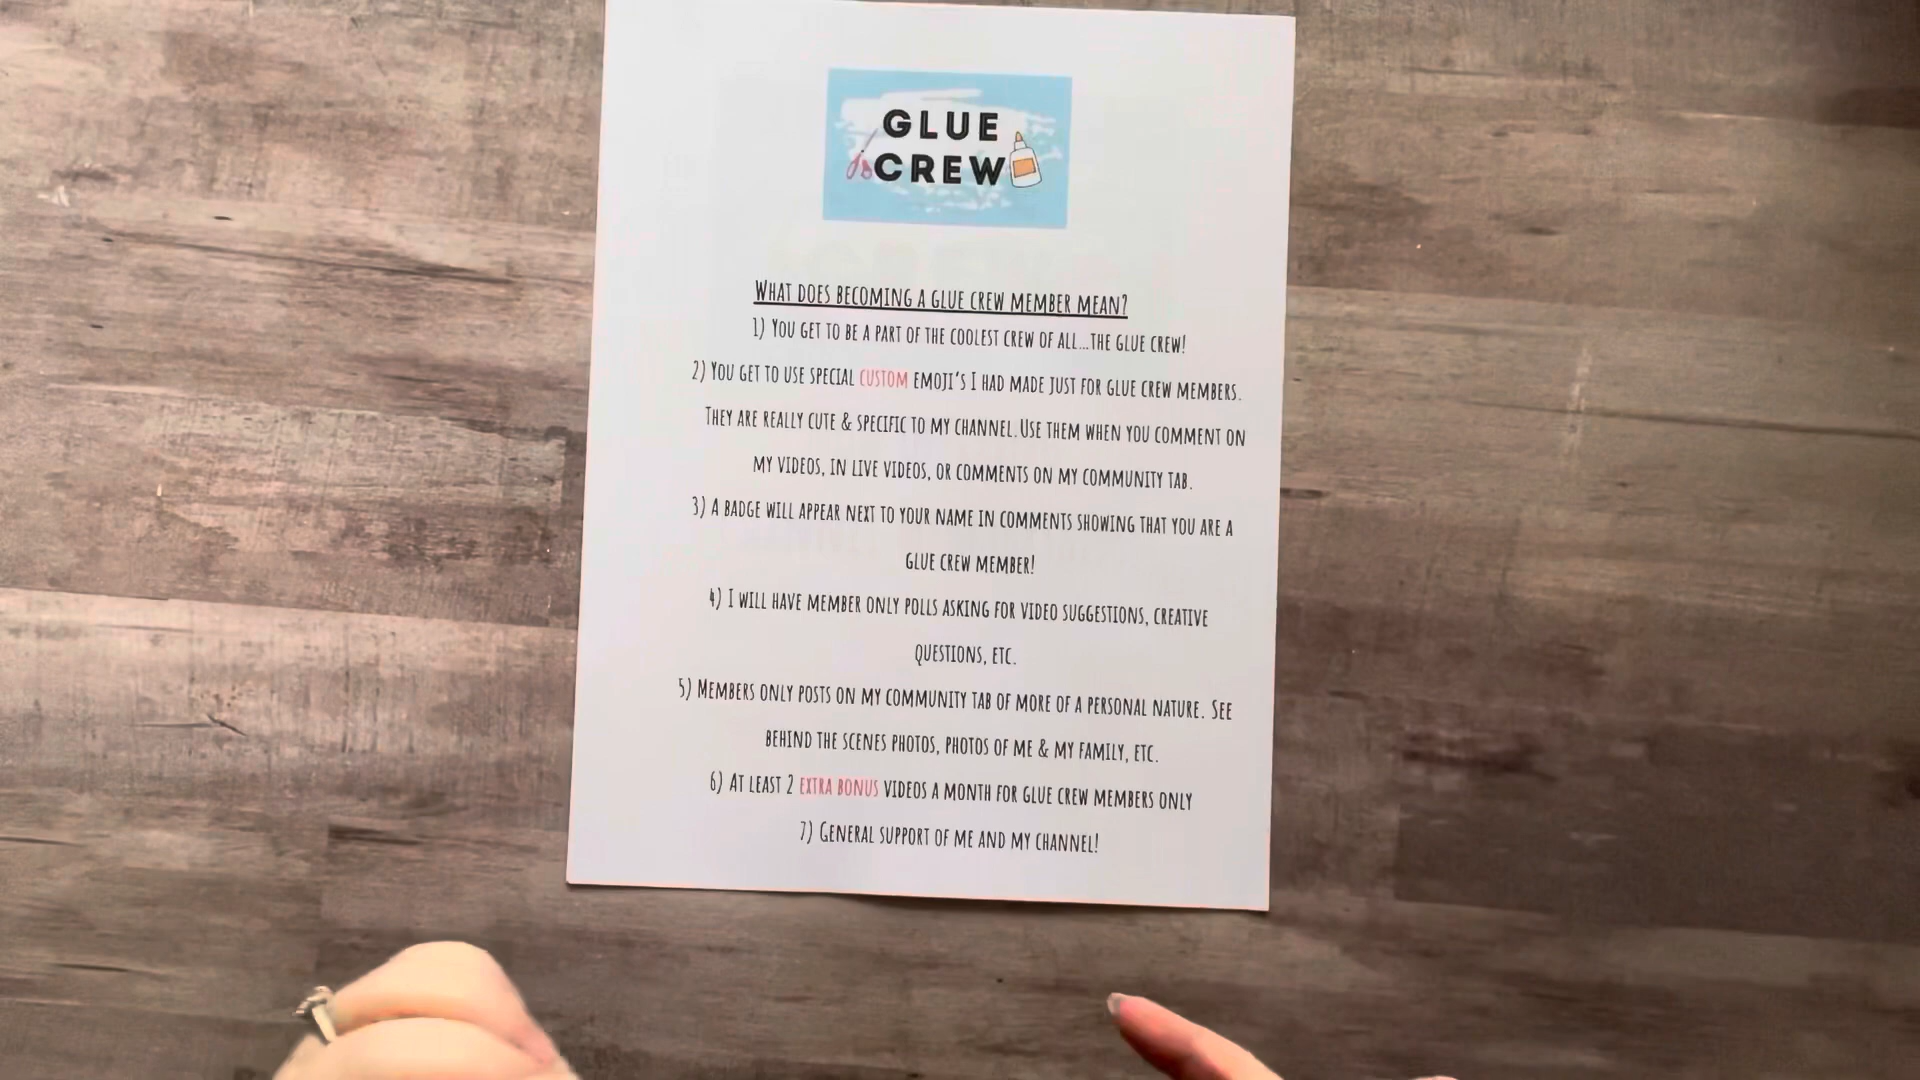 GLUE
CREW
WHAT DOES BECOMING A GLUE CREW MEMBER MEAN?
1) YOU GET TO BE A PART OF THE COOLEST CREW OF ALL...THE GLUE CREW!
2) YOU GET TO USE SPECIAL CUSTOM EMOJI'S I HAD MADE JUST FOR GLUE CREW MEMBERS.
THEY ARE REALLY CUTE & SPECIFIC TO MY CHANNEL. USE THEM WHEN YOU COMMENT ON
MY VIDEOS, IN LIVE VIDEOS, OR COMMENTS ON MY COMMUNITY TAB.
3) A BADGE WILL APPEAR NEXT TO YOUR NAME IN COMMENTS SHOWING THAT YOU ARE A
GLUE CREW MEMBER!
4) I WILL HAVE MEMBER ONLY POLLS ASKING FOR VIDEO SUGGESTIONS, CREATIVE
QUESTIONS, ETC.
5) MEMBERS ONLY POSTS ON MY COMMUNITY TAB OF MORE OF A PERSONAL NATURE. SEE
BEHIND THE SCENES PHOTOS, PHOTOS OF ME & MY FAMILY, ETC.
6) AT LEAST 2 EXTRA BONUS VIDEOS A MONTH FOR GLUE CREW MEMBERS ONLY
7) GENERAL SUPPORT OF ME AND MY CHANNEL!